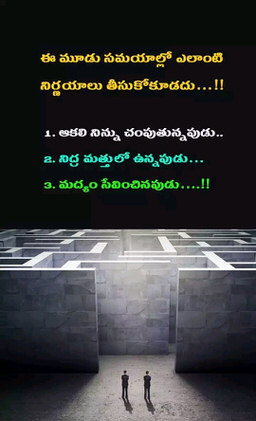 ఈ మూడు సమయాల్లో ఎలాంటి
నిర్ణయాలు తీసుకోకూడదు...!!
1. ఆకలి నిన్ను చంపుతున్నపుడు..
2. నిద్ర మత్తులో ఉన్నపుడు...
3. మద్యం సేవించినపుడు....!!